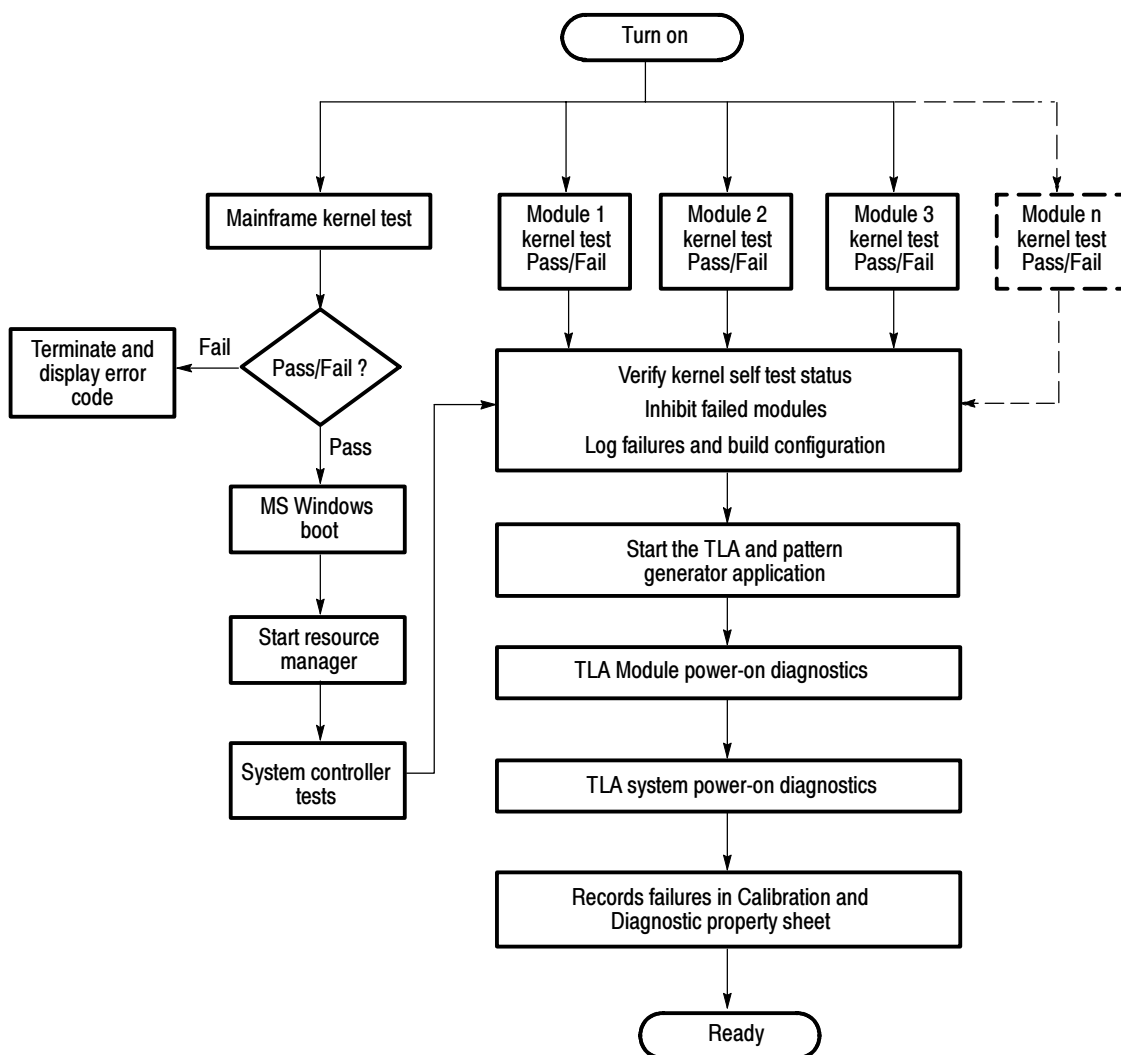 Turn on
Mainframe kernel test
Module 1
kernel test
Pass/Fail
Module 2
kernel test
Pass/Fail
Module 3
kernel test
Pass/Fail
Module n
kernel test
Pass/Fail
Terminate and
display error
code
Fail
Pass/Fail ?
Pass
Verify kernel self test status
Inhibit failed modules
Log failures and build configuration
MS Windows
boot
Start the TLA and pattern
generator application
Start resource
manager
TLA Module power-on diagnostics
System controller
tests
TLA system power-on diagnostics
Records failures in Calibration and
Diagnostic property sheet
Ready